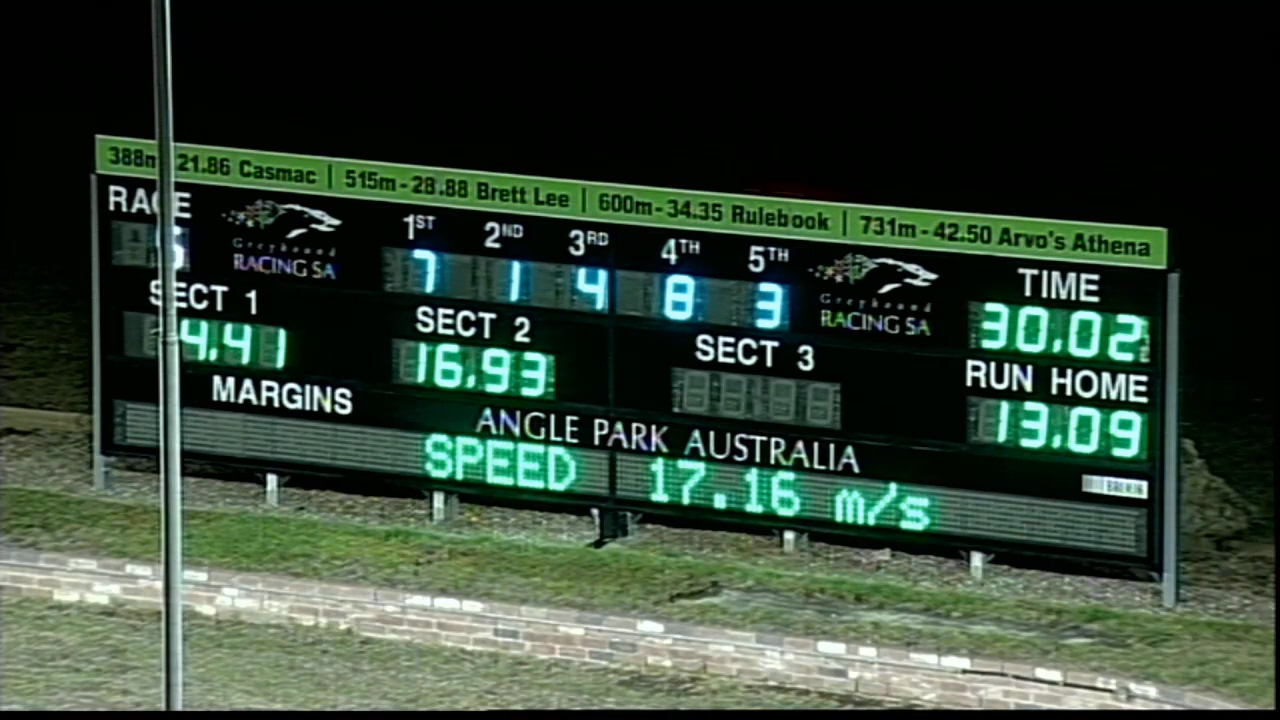 388m - 21.86 Casmac | 515m - 28.88 Brett Lee | 600m - 34.35 Rulebook | 731m - 42.50 Arvo's Athena
RACE
Greyhound
RACING SA
1ST 2ND 3RD 4TH 5TH
7 1 4 8 3
Greyhound
RACING SA
TIME
30.02
SECT 1
4.41
SECT 2
16.93
SECT 3
RUN HOME
13.09
MARGINS
ANGLE PARK AUSTRALIA
SPEED 17.16 m/s